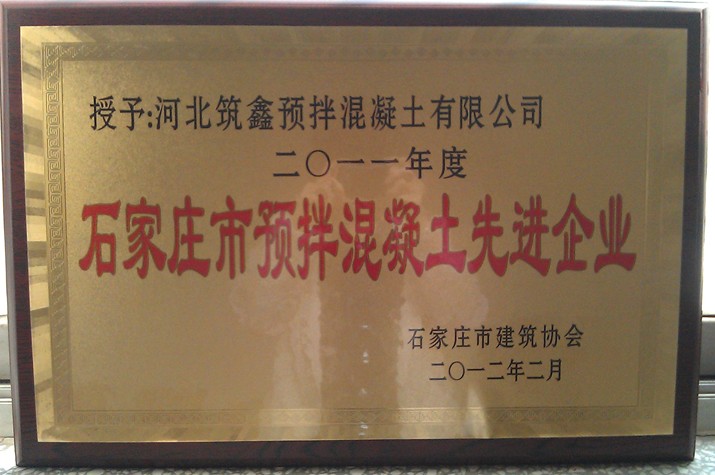 授予:河北筑鑫预拌混凝土有限公司
二〇一一年度
石家庄市预拌混凝土先进企业
石家庄市建筑协会
二〇一二年二月